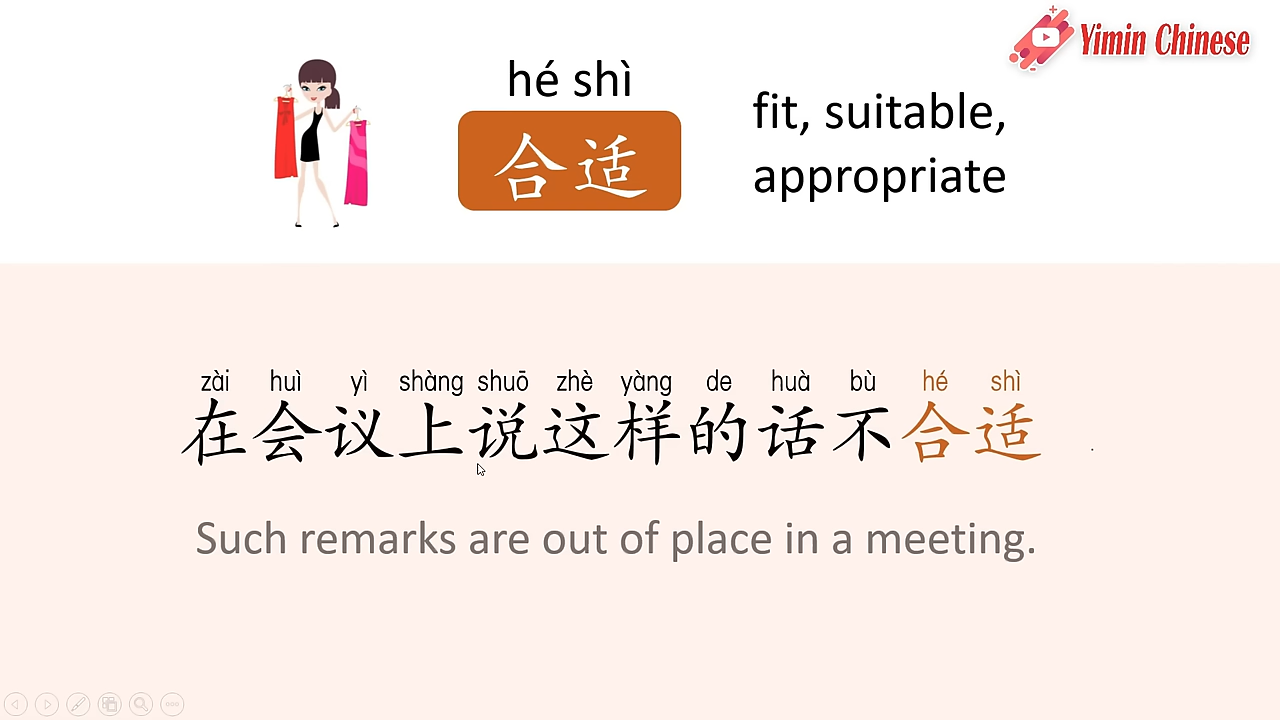 Yimin Chinese
hé shì
合适
fit, suitable,
appropriate
zài huì yì shàng shuō zhè yàng de huà bù hé shì
在会议上说这样的话不合适.
Such remarks are out of place in a meeting.